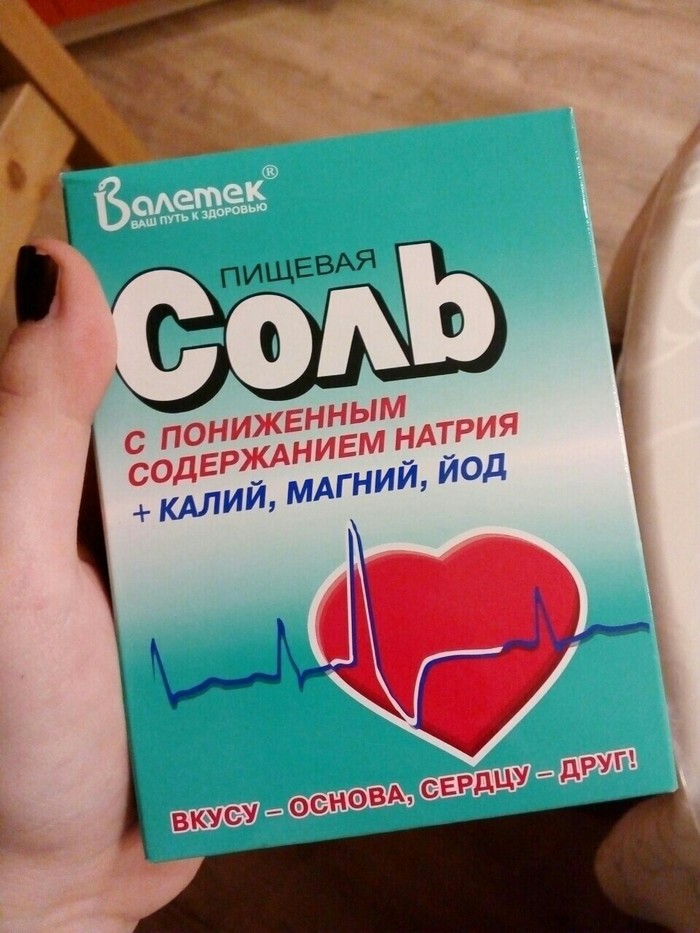 Валетек®
ВАШ ПУТЬ К ЗДОРОВЬЮ
ПИЩЕВАЯ
Соль
С ПОНИЖЕННЫМ
СОДЕРЖАНИЕМ НАТРИЯ
+ КАЛИЙ, МАГНИЙ, ЙОД
ВКУСУ – ОСНОВА, СЕРДЦУ – ДРУГ!